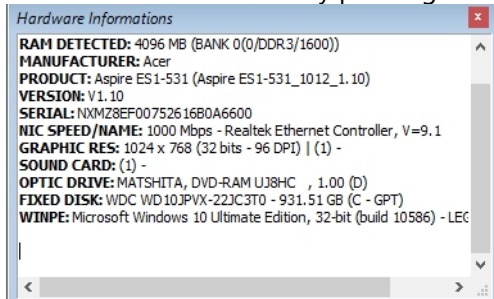 Hardware Informations
RAM DETECTED: 4096 MB (BANK 0(0/DDR3/1600))
MANUFACTURER: Acer
PRODUCT: Aspire ES1-531 (Aspire ES1-531_1012_1.10)
VERSION: V1.10
SERIAL: NXMZ8EF00752616B0A6600
NIC SPEED/NAME: 1000 Mbps - Realtek Ethernet Controller, V=9.1
GRAPHIC RES: 1024 x 768 (32 bits - 96 DPI) | (1) -
SOUND CARD: (1) -
OPTIC DRIVE: MATSHITA, DVD-RAM UJ8HC , 1.00 (D)
FIXED DISK: WDC WD10JPVX-22JC3T0 - 931.51 GB (C - GPT)
WINPE: Microsoft Windows 10 Ultimate Edition, 32-bit (build 10586) - LEG